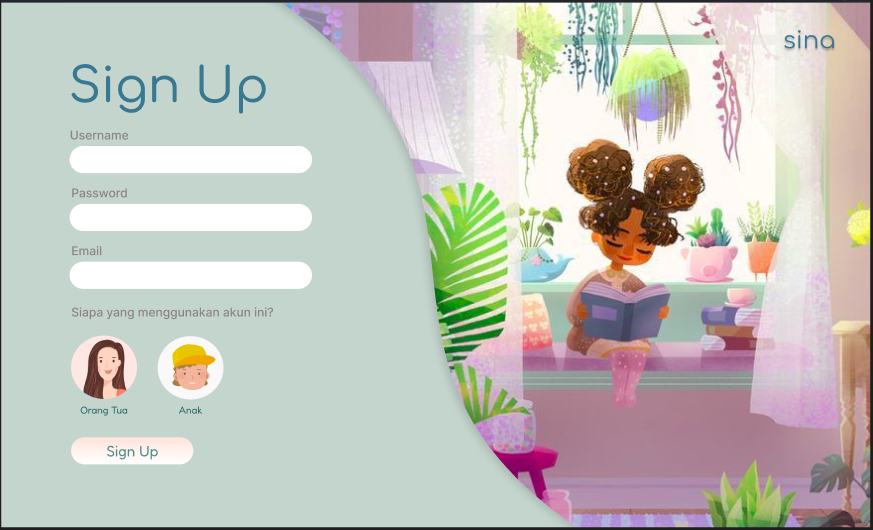 sina
Sign Up
Username
Password
Email
Siapa yang menggunakan akun ini?
Orang Tua
Anak
Sign Up